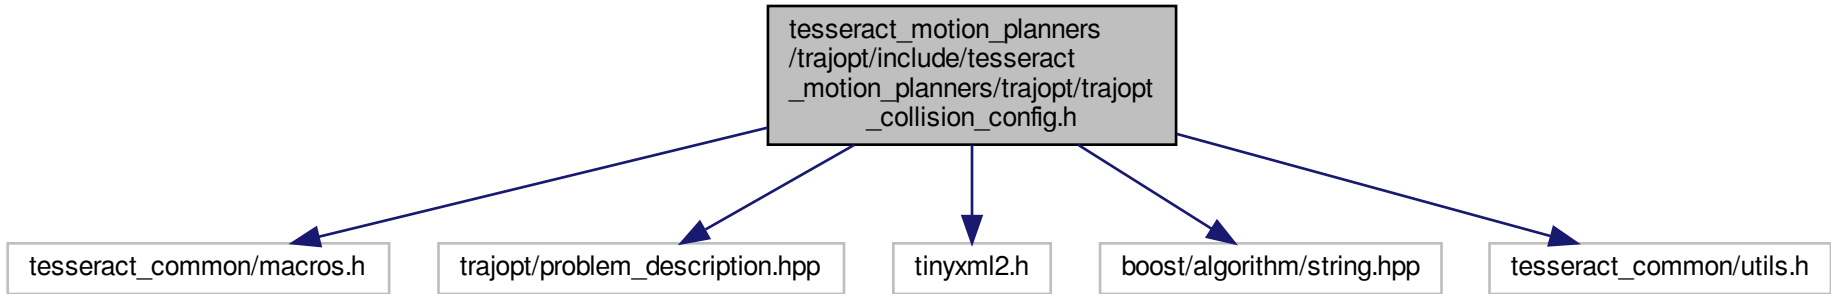 tesseract_motion_planners
/trajopt/include/tesseract
_motion_planners/trajopt/trajopt
_collision_config.h
tesseract_common/macros.h
trajopt/problem_description.hpp
tinyxml2.h
boost/algorithm/string.hpp
tesseract_common/utils.h